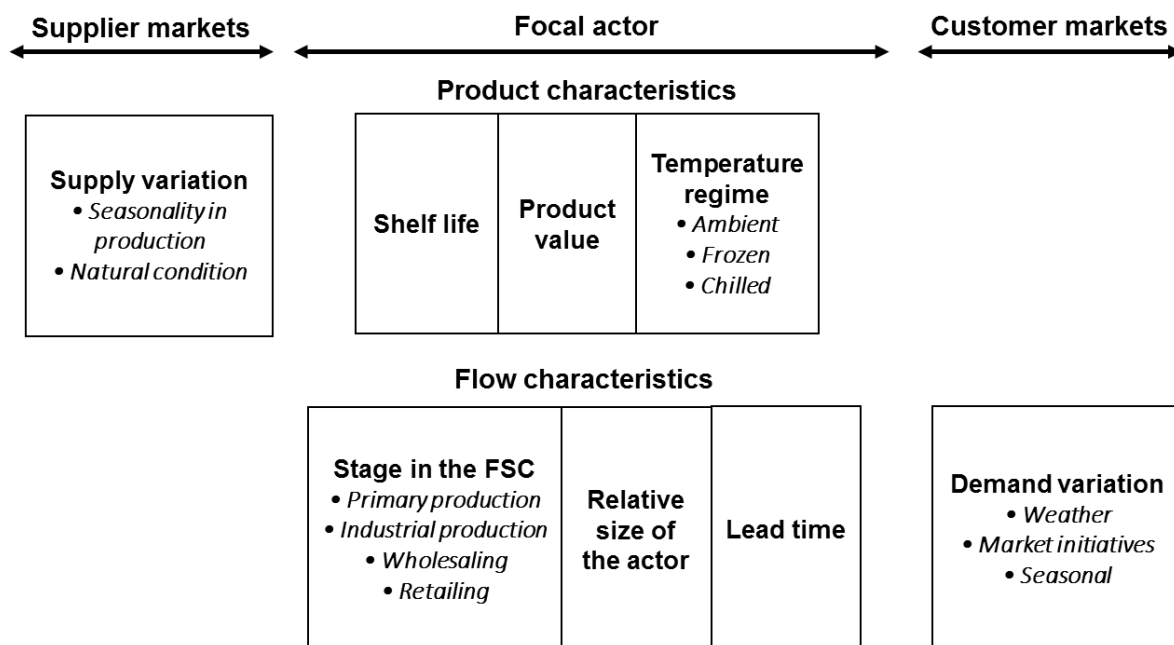 Supplier markets
Focal actor
Customer markets
Product characteristics
Supply variation
• Seasonality in
production
• Natural condition
Shelf life
Product
value
Temperature
regime
• Ambient
• Frozen
• Chilled
Flow characteristics
Stage in the FSC
• Primary production
• Industrial production
• Wholesaling
• Retailing
Relative
size of
the actor
Lead time
Demand variation
• Weather
• Market initiatives
• Seasonal